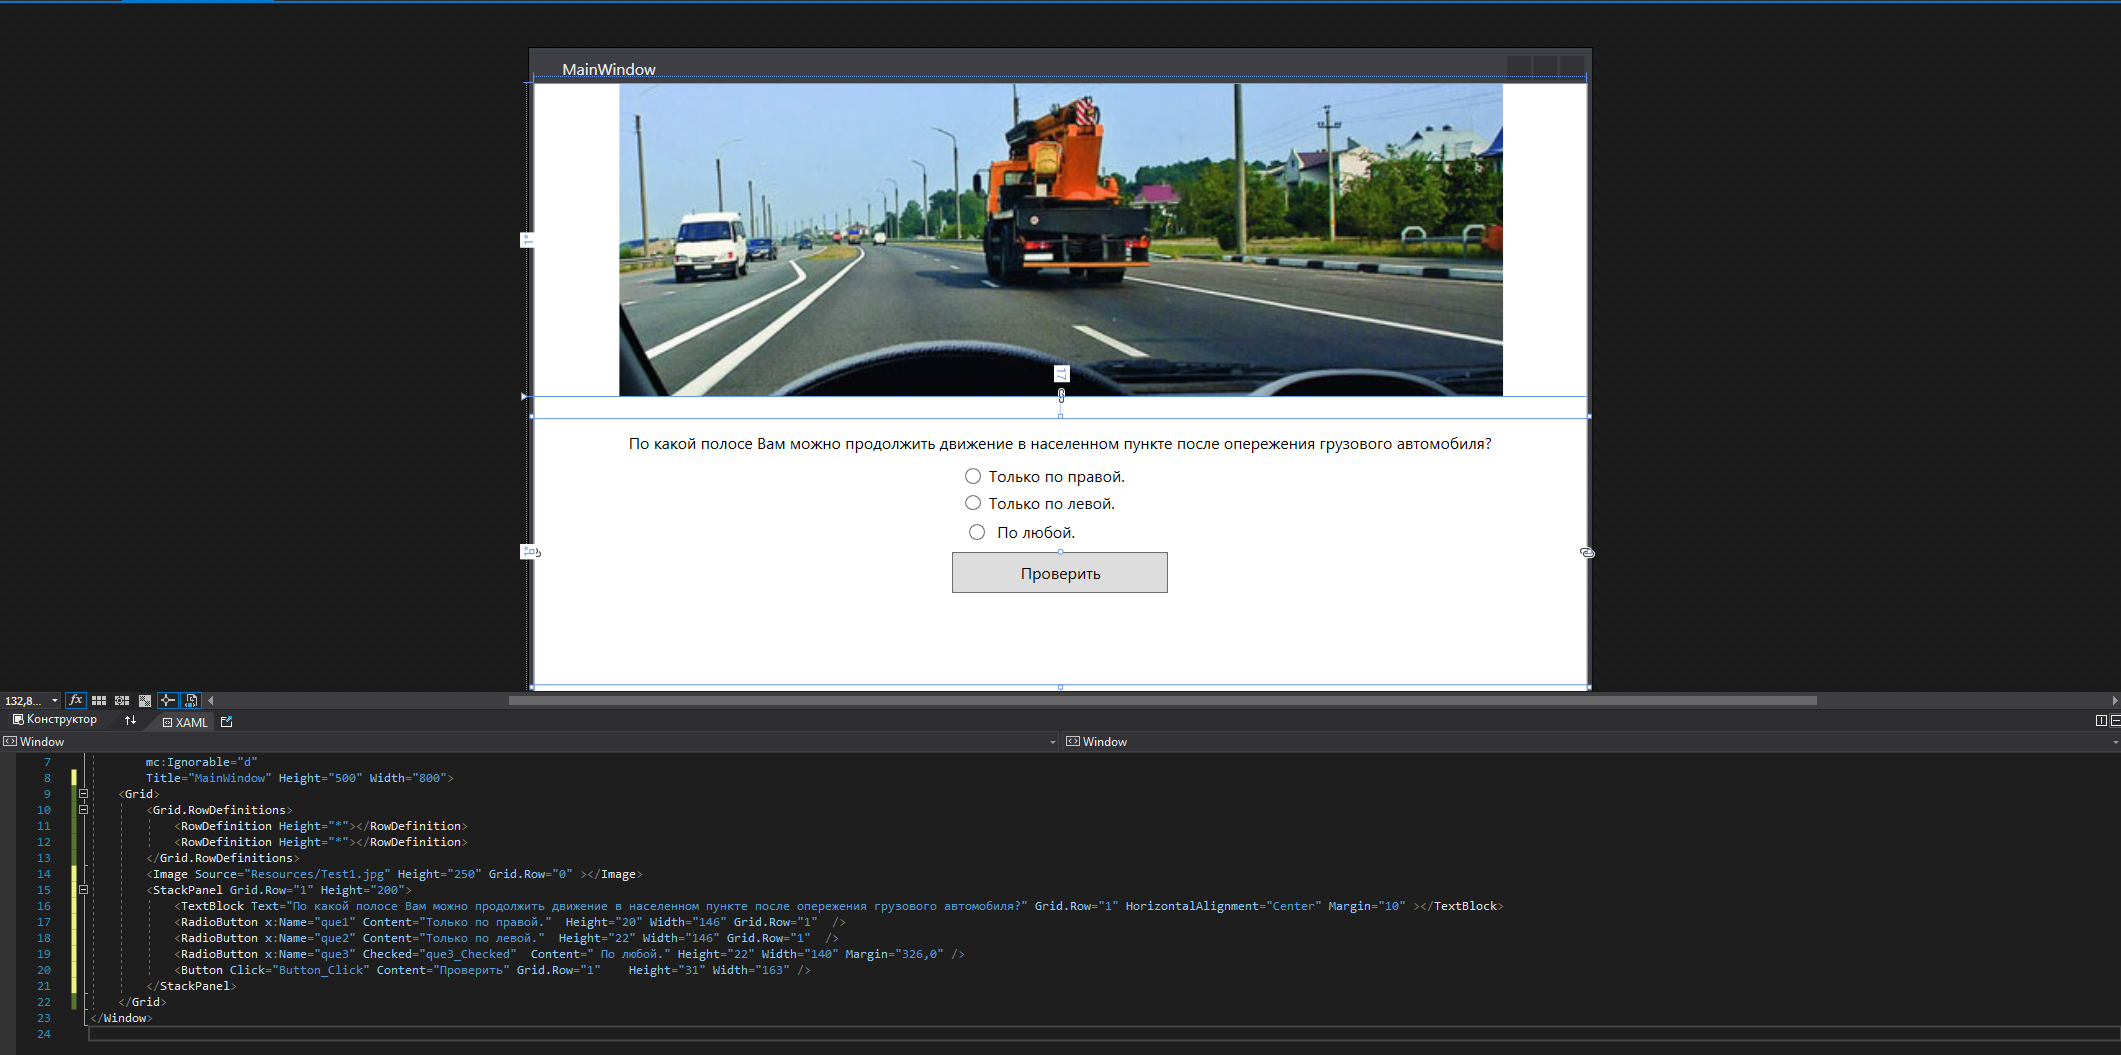 MainWindow
1*
17
По какой полосе Вам можно продолжить движение в населенном пункте после опережения грузового автомобиля?
Только по правой.
Только по левой.
По любой.
Проверить
132,8...
fx
Конструктор
XAML
Window
Window
7 mc:Ignorable="d"
8 Title="MainWindow" Height="500" Width="800">
9 <Grid>
10 <Grid.RowDefinitions>
11 <RowDefinition Height="*"></RowDefinition>
12 <RowDefinition Height="*"></RowDefinition>
13 </Grid.RowDefinitions>
14 <Image Source="Resources/Test1.jpg" Height="250" Grid.Row="0" ></Image>
15 <StackPanel Grid.Row="1" Height="200">
16 <TextBlock Text="По какой полосе Вам можно продолжить движение в населенном пункте после опережения грузового автомобиля?" Grid.Row="1" HorizontalAlignment="Center" Margin="10" ></TextBlock>
17 <RadioButton x:Name="que1" Content="Только по правой."  Height="20" Width="146" Grid.Row="1"  />
18 <RadioButton x:Name="que2" Content="Только по левой."  Height="22" Width="146" Grid.Row="1"  />
19 <RadioButton x:Name="que3" Checked="que3_Checked"  Content=" По любой." Height="22" Width="140" Margin="326,0" />
20 <Button Click="Button_Click" Content="Проверить" Grid.Row="1"    Height="31" Width="163" />
21 </StackPanel>
22 </Grid>
23 </Window>
24